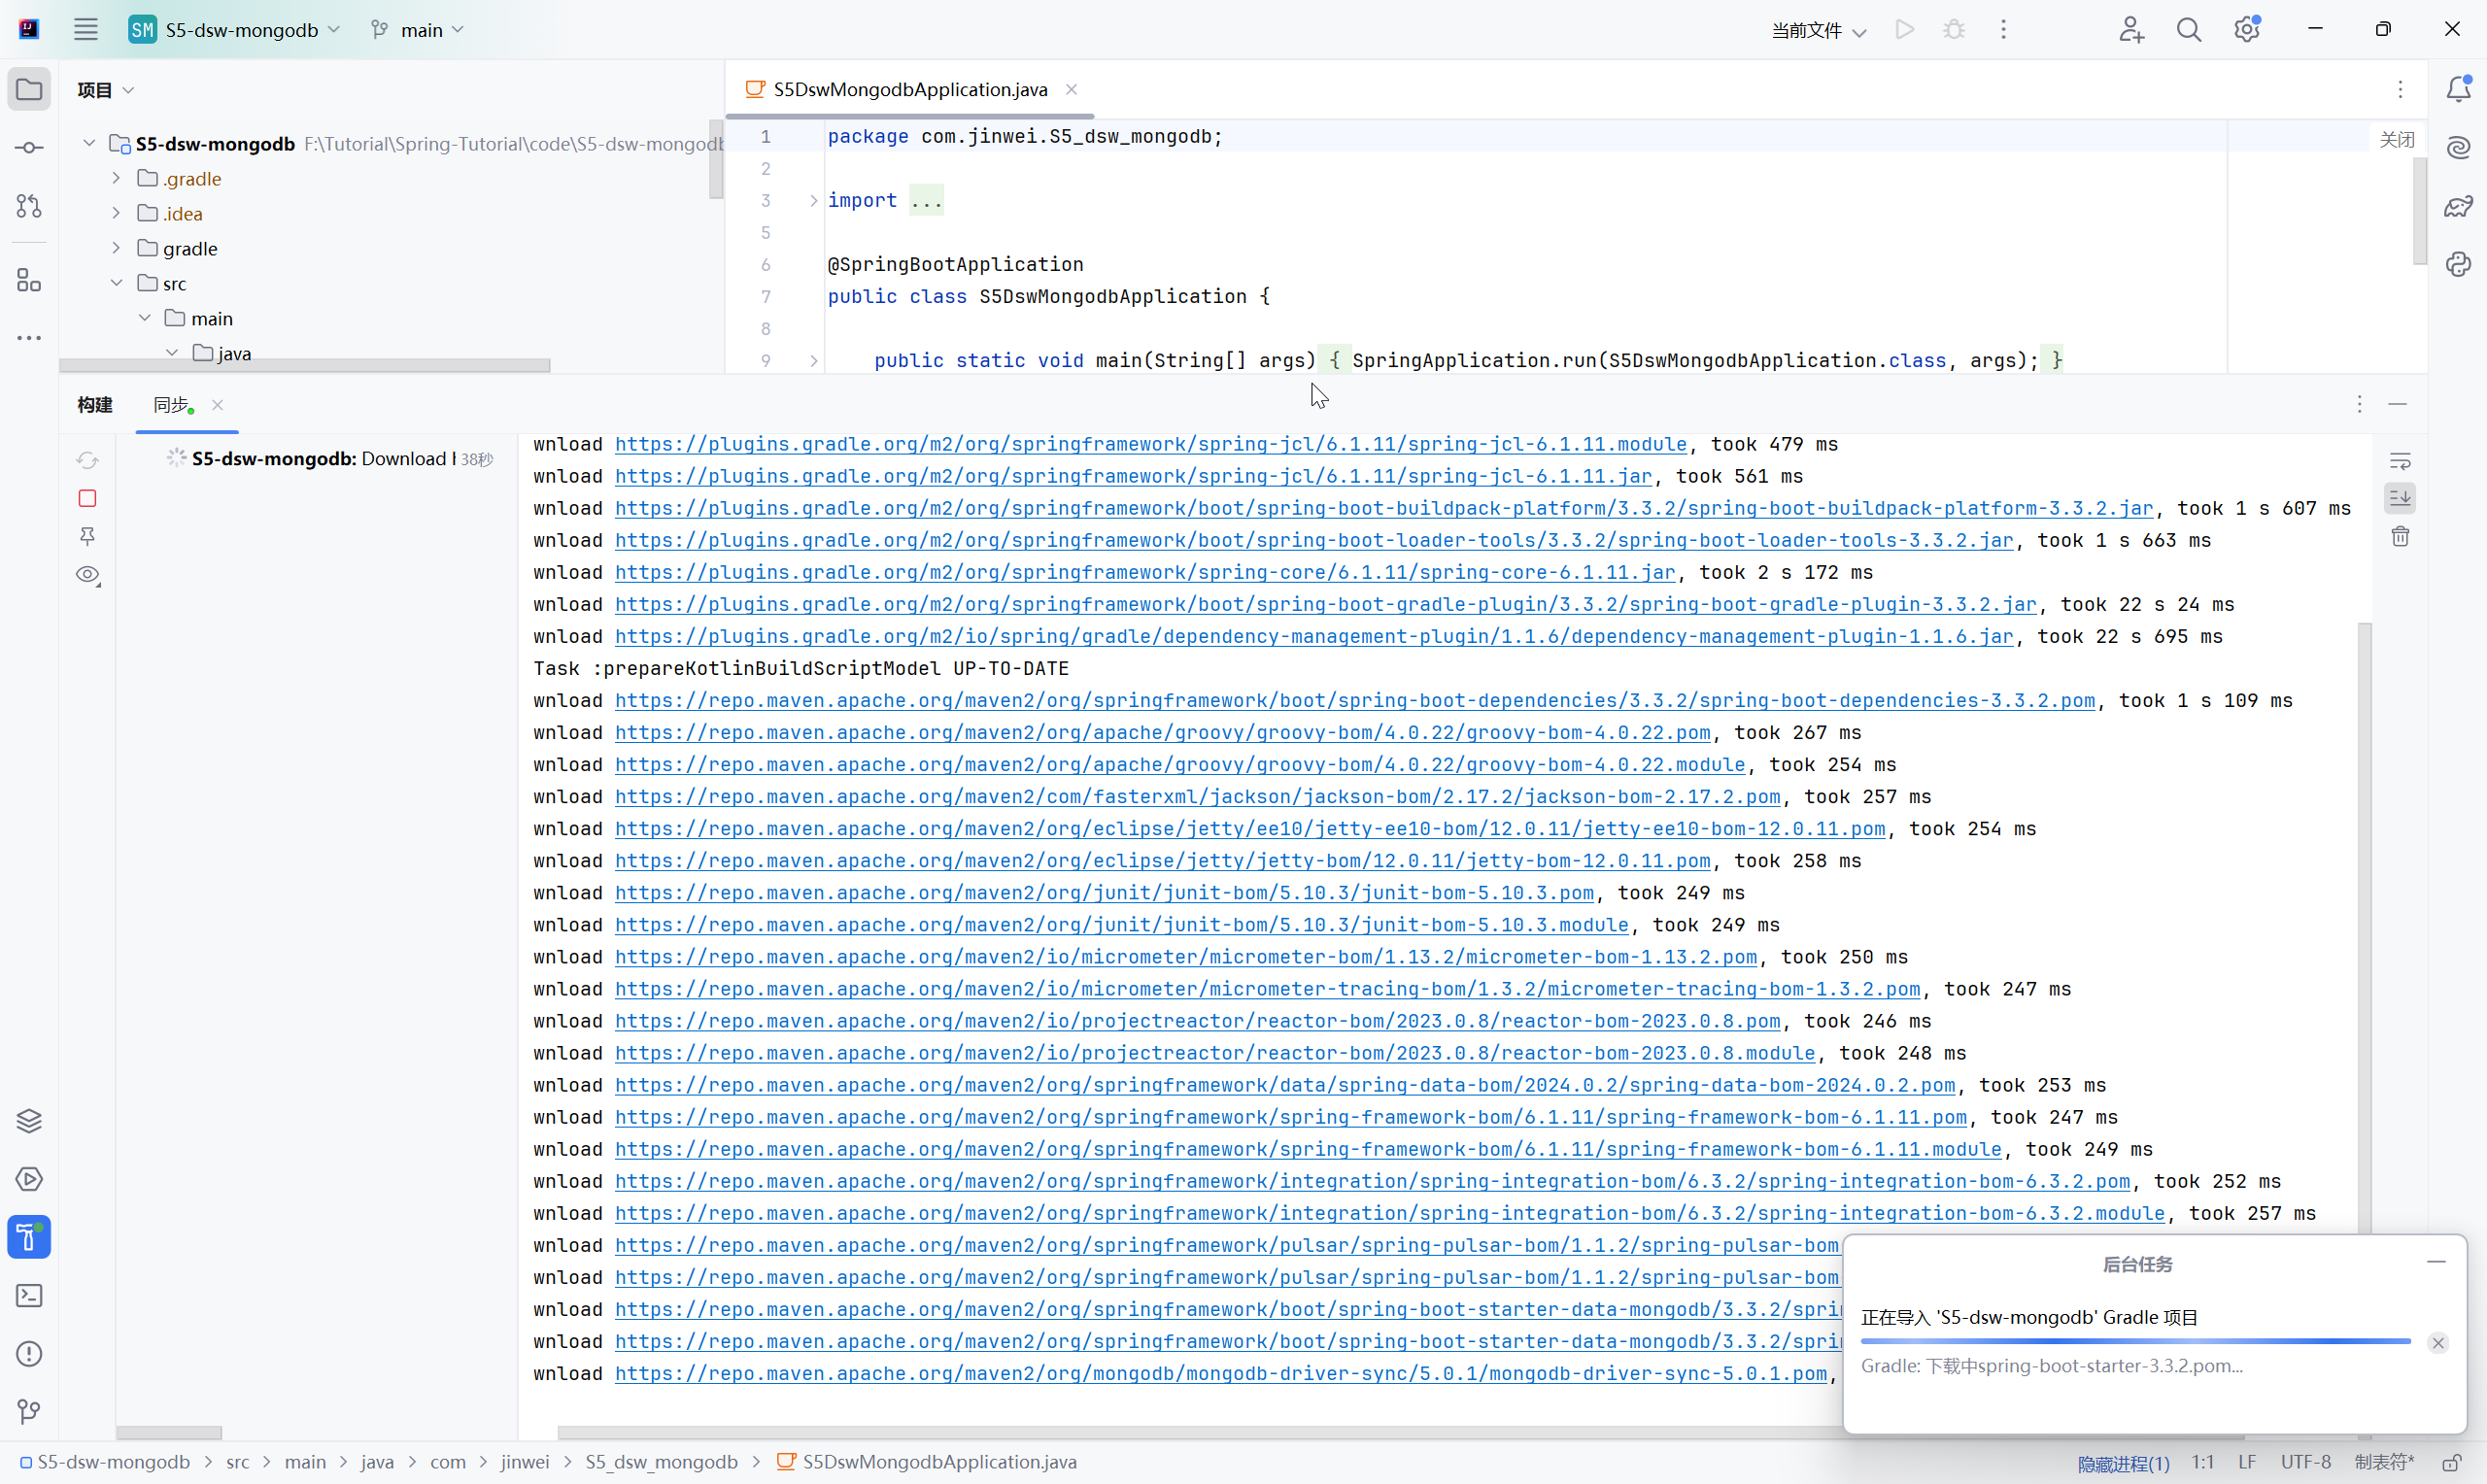 SM S5-dsw-mongodb main 当前文件
项目
S5-dsw-mongodb F:\Tutorial\Spring-Tutorial\code\S5-dsw-mongodb
.gradle
.idea
gradle
src
main
java
S5DswMongodbApplication.java
关闭
1 package com.jinwei.S5_dsw_mongodb;
2
3 import ...
5
6 @SpringBootApplication
7 public class S5DswMongodbApplication {
8
9 public static void main(String[] args) { SpringApplication.run(S5DswMongodbApplication.class, args); }
构建 同步
S5-dsw-mongodb: Download 38秒
wnload https://plugins.gradle.org/m2/org/springframework/spring-jcl/6.1.11/spring-jcl-6.1.11.module, took 479 ms
wnload https://plugins.gradle.org/m2/org/springframework/spring-jcl/6.1.11/spring-jcl-6.1.11.jar, took 561 ms
wnload https://plugins.gradle.org/m2/org/springframework/boot/spring-boot-buildpack-platform/3.3.2/spring-boot-buildpack-platform-3.3.2.jar, took 1 s 607 ms
wnload https://plugins.gradle.org/m2/org/springframework/boot/spring-boot-loader-tools/3.3.2/spring-boot-loader-tools-3.3.2.jar, took 1 s 663 ms
wnload https://plugins.gradle.org/m2/org/springframework/spring-core/6.1.11/spring-core-6.1.11.jar, took 2 s 172 ms
wnload https://plugins.gradle.org/m2/org/springframework/boot/spring-boot-gradle-plugin/3.3.2/spring-boot-gradle-plugin-3.3.2.jar, took 22 s 24 ms
wnload https://plugins.gradle.org/m2/io/spring/gradle/dependency-management-plugin/1.1.6/dependency-management-plugin-1.1.6.jar, took 22 s 695 ms
Task :prepareKotlinBuildScriptModel UP-TO-DATE
wnload https://repo.maven.apache.org/maven2/org/springframework/boot/spring-boot-dependencies/3.3.2/spring-boot-dependencies-3.3.2.pom, took 1 s 109 ms
wnload https://repo.maven.apache.org/maven2/org/apache/groovy/groovy-bom/4.0.22/groovy-bom-4.0.22.pom, took 267 ms
wnload https://repo.maven.apache.org/maven2/org/apache/groovy/groovy-bom/4.0.22/groovy-bom-4.0.22.module, took 254 ms
wnload https://repo.maven.apache.org/maven2/com/fasterxml/jackson/jackson-bom/2.17.2/jackson-bom-2.17.2.pom, took 257 ms
wnload https://repo.maven.apache.org/maven2/org/eclipse/jetty/ee10/jetty-ee10-bom/12.0.11/jetty-ee10-bom-12.0.11.pom, took 254 ms
wnload https://repo.maven.apache.org/maven2/org/eclipse/jetty/jetty-bom/12.0.11/jetty-bom-12.0.11.pom, took 258 ms
wnload https://repo.maven.apache.org/maven2/org/junit/junit-bom/5.10.3/junit-bom-5.10.3.pom, took 249 ms
wnload https://repo.maven.apache.org/maven2/org/junit/junit-bom/5.10.3/junit-bom-5.10.3.module, took 249 ms
wnload https://repo.maven.apache.org/maven2/io/micrometer/micrometer-bom/1.13.2/micrometer-bom-1.13.2.pom, took 250 ms
wnload https://repo.maven.apache.org/maven2/io/micrometer/micrometer-tracing-bom/1.3.2/micrometer-tracing-bom-1.3.2.pom, took 247 ms
wnload https://repo.maven.apache.org/maven2/io/projectreactor/reactor-bom/2023.0.8/reactor-bom-2023.0.8.pom, took 246 ms
wnload https://repo.maven.apache.org/maven2/io/projectreactor/reactor-bom/2023.0.8/reactor-bom-2023.0.8.module, took 248 ms
wnload https://repo.maven.apache.org/maven2/org/springframework/data/spring-data-bom/2024.0.2/spring-data-bom-2024.0.2.pom, took 253 ms
wnload https://repo.maven.apache.org/maven2/org/springframework/spring-framework-bom/6.1.11/spring-framework-bom-6.1.11.pom, took 247 ms
wnload https://repo.maven.apache.org/maven2/org/springframework/spring-framework-bom/6.1.11/spring-framework-bom-6.1.11.module, took 249 ms
wnload https://repo.maven.apache.org/maven2/org/springframework/integration/spring-integration-bom/6.3.2/spring-integration-bom-6.3.2.pom, took 252 ms
wnload https://repo.maven.apache.org/maven2/org/springframework/integration/spring-integration-bom/6.3.2/spring-integration-bom-6.3.2.module, took 257 ms
wnload https://repo.maven.apache.org/maven2/org/springframework/pulsar/spring-pulsar-bom/1.1.2/spring-pulsar-bom
wnload https://repo.maven.apache.org/maven2/org/springframework/pulsar/spring-pulsar-bom/1.1.2/spring-pulsar-bom
wnload https://repo.maven.apache.org/maven2/org/springframework/boot/spring-boot-starter-data-mongodb/3.3.2/spri
wnload https://repo.maven.apache.org/maven2/org/springframework/boot/spring-boot-starter-data-mongodb/3.3.2/spri
wnload https://repo.maven.apache.org/maven2/org/mongodb/mongodb-driver-sync/5.0.1/mongodb-driver-sync-5.0.1.pom,
后台任务
正在导入 'S5-dsw-mongodb' Gradle 项目
Gradle: 下载中spring-boot-starter-3.3.2.pom...
S5-dsw-mongodb > src > main > java > com > jinwei > S5_dsw_mongodb > S5DswMongodbApplication.java
隐藏进程(1) 1:1 LF UTF-8 制表符*